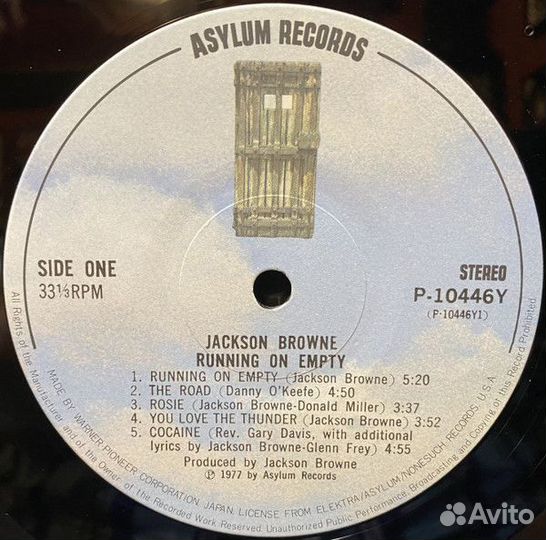 ASYLUM RECORDS
SIDE ONE
33⅓RPM
STEREO
P-10446Y
(P-10446Y1)
JACKSON BROWNE
RUNNING ON EMPTY
1. RUNNING ON EMPTY (Jackson Browne) 5:20
2. THE ROAD (Danny O'Keefe) 4:50
3. ROSIE (Jackson Browne-Donald Miller) 3:37
4. YOU LOVE THE THUNDER (Jackson Browne) 3:52
5. COCAINE (Rev. Gary Davis, with additional
lyrics by Jackson Browne-Glenn Frey) 4:55
Produced by Jackson Browne
℗ 1977 by Asylum Records
MADE BY WARNER PIONEER CORPORATION, JAPAN. LICENSE FROM ELEKTRA/ASYLUM/NONESUCH RECORDS U.S.A.
All Rights of the Manufacturer and of the Owner of the Recorded Work Reserved. Unauthorized Public Performance, Broadcasting and Copying of this Record Prohibited.
Avito